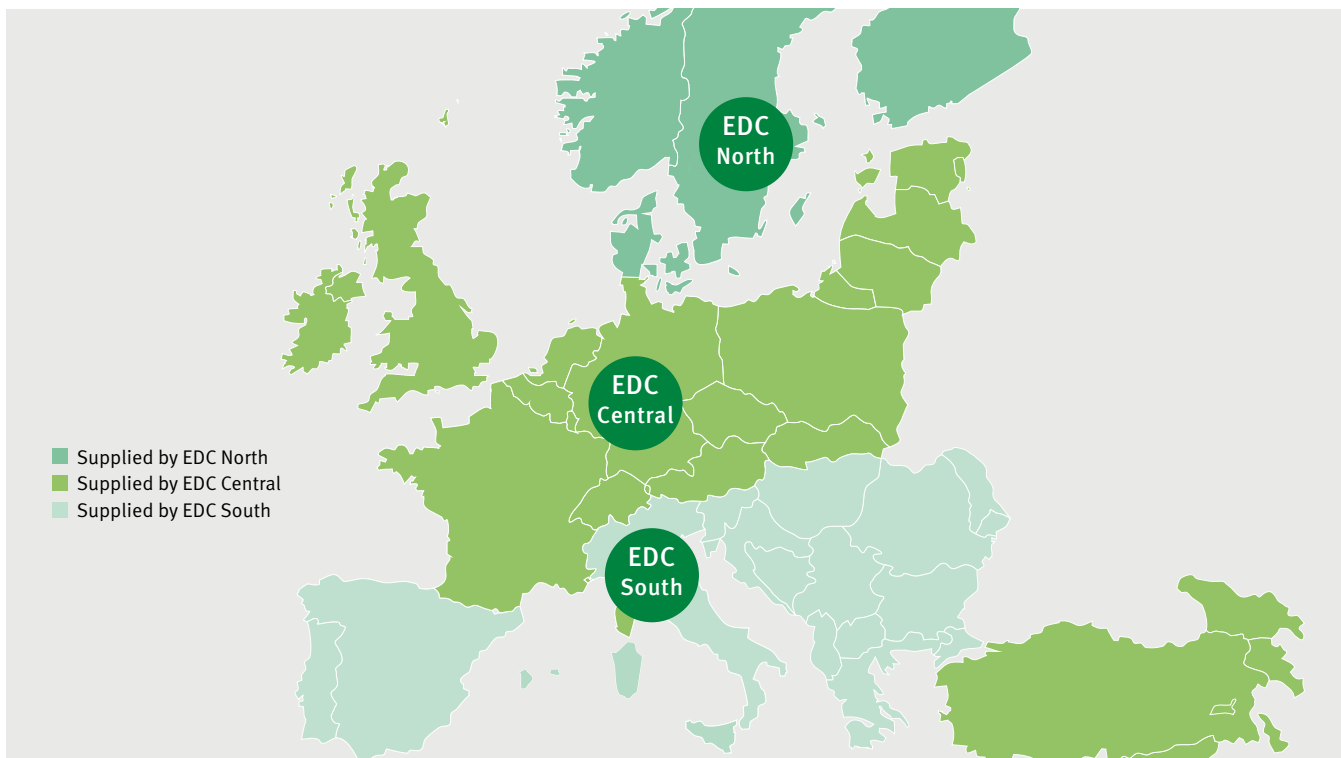 EDC
North
EDC
Central
Supplied by EDC North
Supplied by EDC Central
Supplied by EDC South
EDC
South